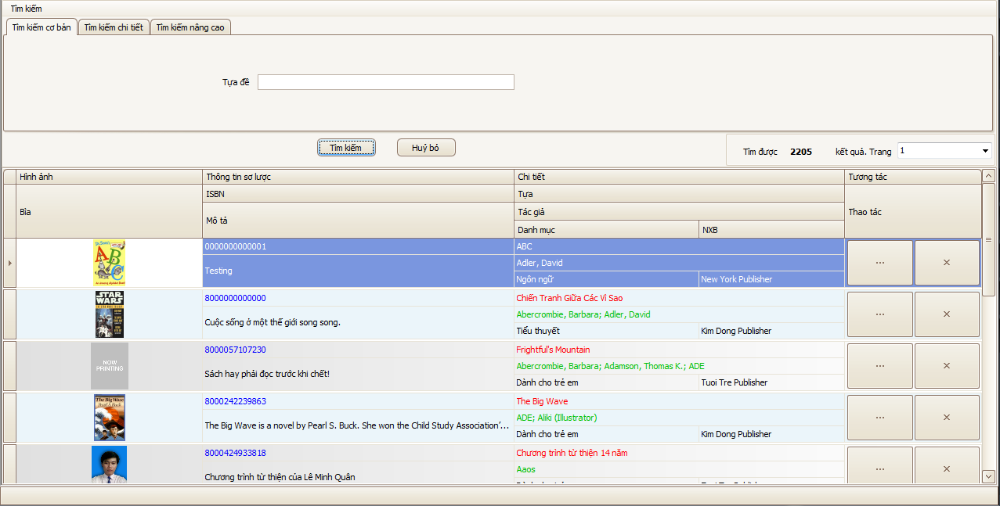 Tìm kiếm
Tìm kiếm cơ bản Tìm kiếm chi tiết Tìm kiếm nâng cao
Tựa đề
Tìm kiếm Huỷ bỏ Tìm được 2205 kết quả. Trang 1
Hình ảnh Thông tin sơ lược Chi tiết Tương tác
Bìa ISBN Tựa Thao tác
Mô tả Tác giả
Danh mục NXB
Dr. Seuss's
ABC
0000000000001 ABC
Testing Adler, David
Ngôn ngữ New York Publisher
... ×
STAR WARS
8000000000000 Chiến Tranh Giữa Các Vì Sao
Cuộc sống ở một thế giới song song. Abercrombie, Barbara; Adler, David
Tiểu thuyết Kim Dong Publisher
... ×
NOW
PRINTING
8000057107230 Frightful's Mountain
Sách hay phải đọc trước khi chết! Abercrombie, Barbara; Adamson, Thomas K.; ADE
Dành cho trẻ em Tuoi Tre Publisher
... ×
The Big Wave
Pearl S. Buck
8000242239863 The Big Wave
The Big Wave is a novel by Pearl S. Buck. She won the Child Study Association'... ADE; Aliki (Illustrator)
Dành cho trẻ em Kim Dong Publisher
... ×
8000424933818 Chương trình từ thiện 14 năm
Chương trình từ thiện của Lê Minh Quân Aaos
... ×